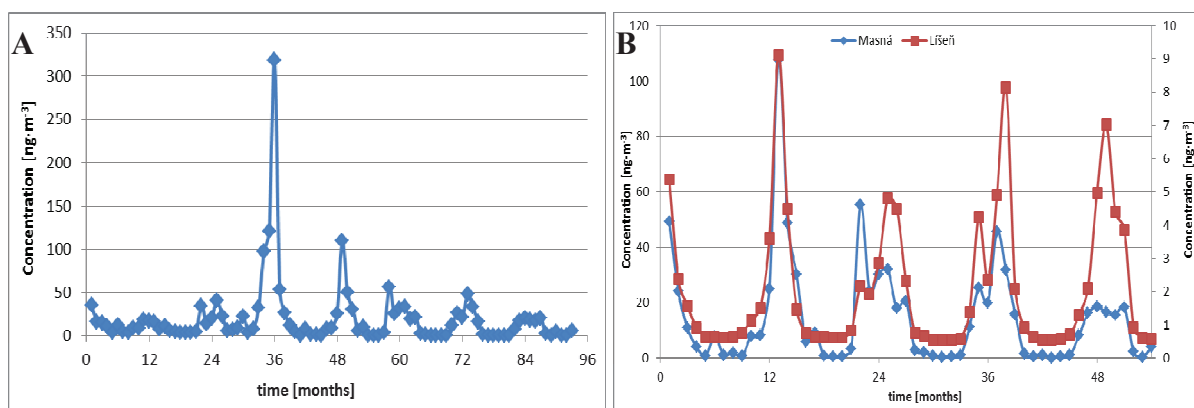 A
Concentration [ng·m-3]
350
300
250
200
150
100
50
0
0 12 24 36 48 60 72 84 96
time [months]
B
Masná Líšeň
Concentration [ng·m-3]
120
100
80
60
40
20
0
10
9
8
7
6
5
4
3
2
1
0
Concentration [ng·m-3]
0 12 24 36 48
time [months]